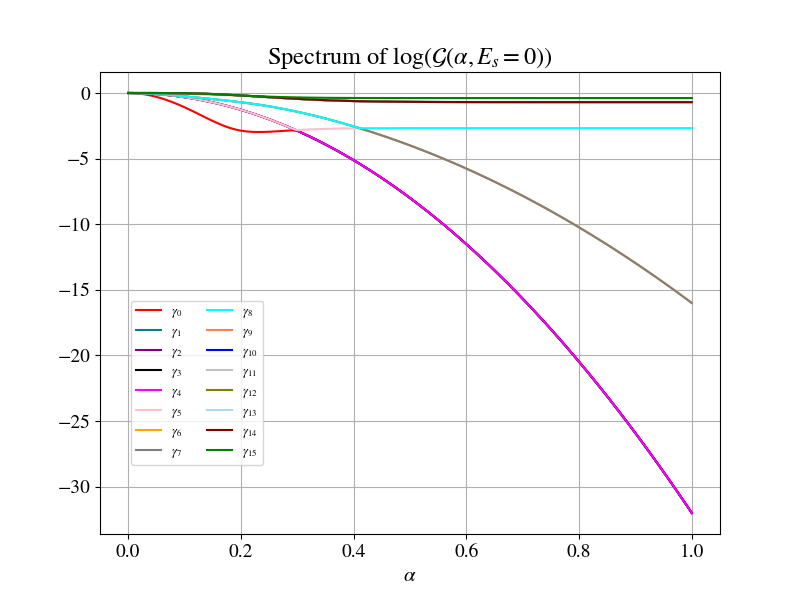 Spectrum of log(𝒢(α, Eₛ = 0))
0
−5
−10
−15
−20
−25
−30
γ₀ γ₈
γ₁ γ₉
γ₂ γ₁₀
γ₃ γ₁₁
γ₄ γ₁₂
γ₅ γ₁₃
γ₆ γ₁₄
γ₇ γ₁₅
0.0 0.2 0.4 0.6 0.8 1.0
α